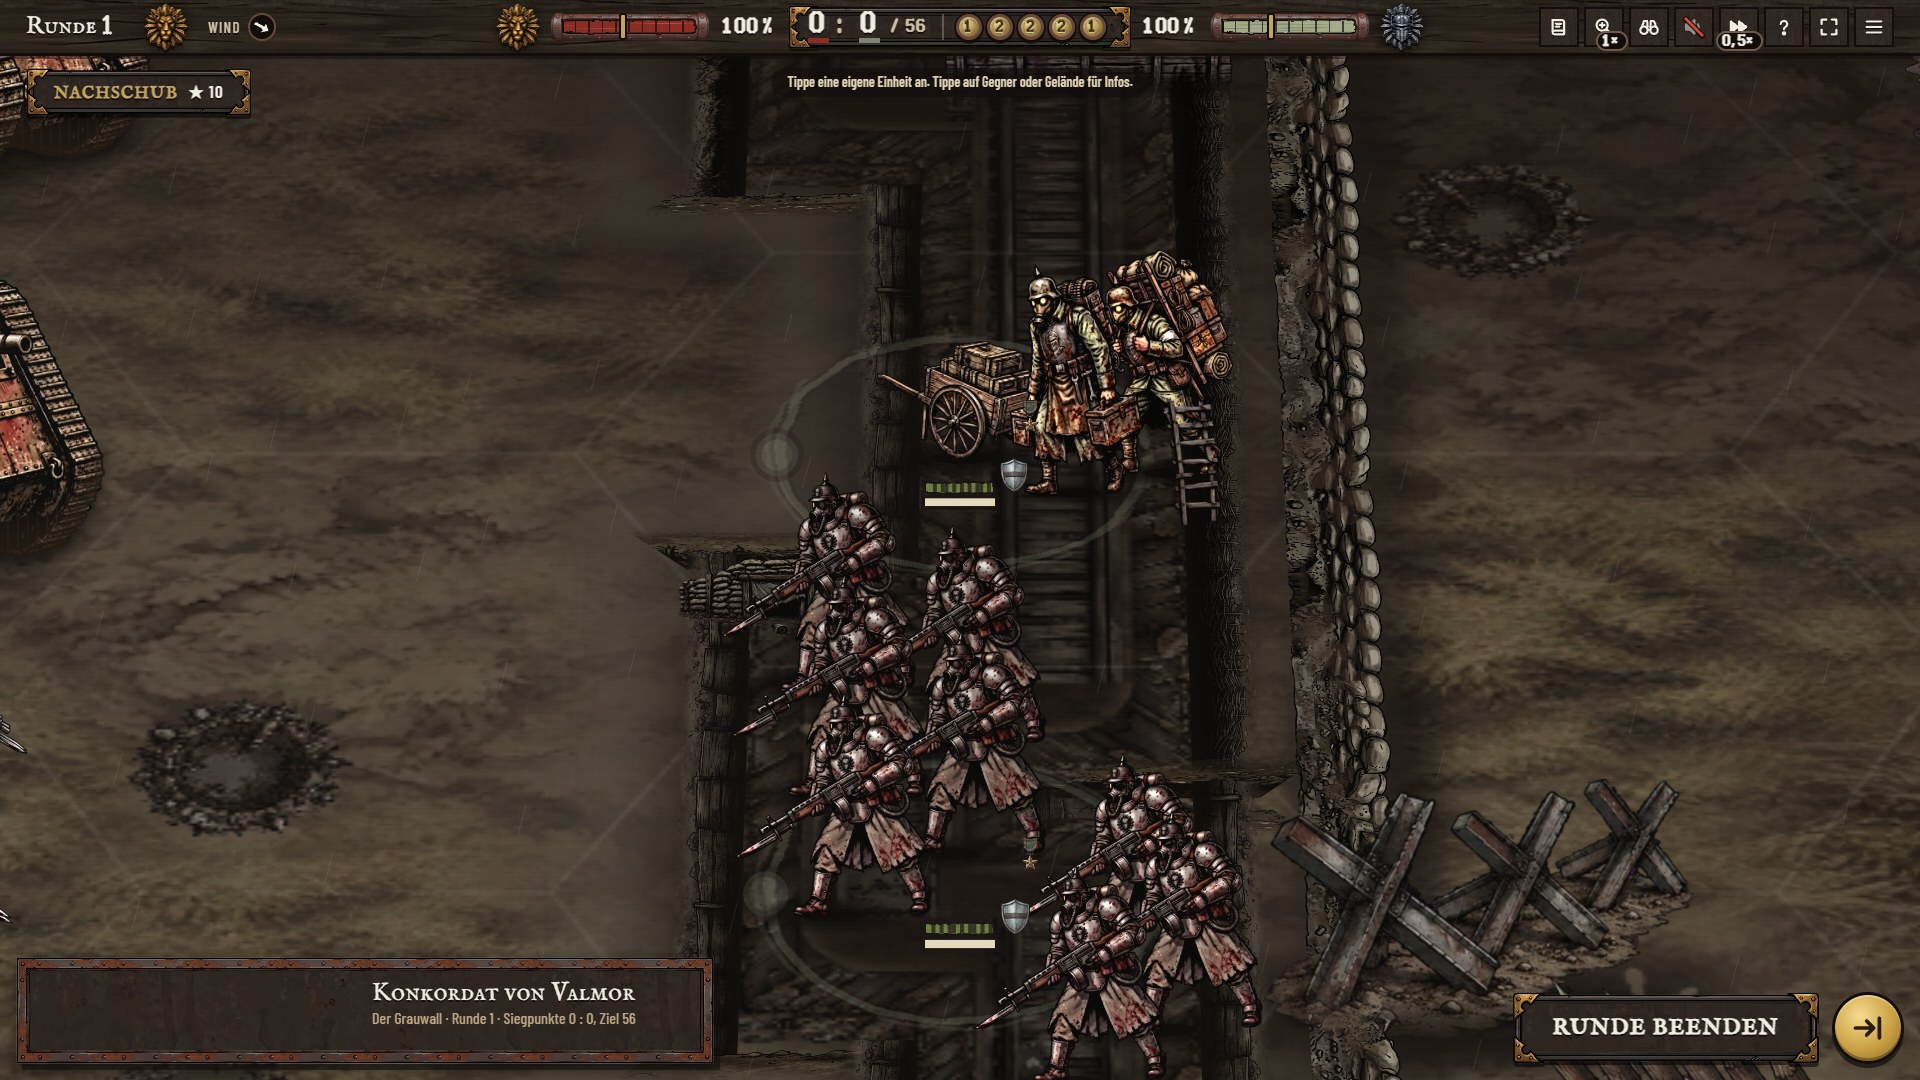 Runde 1
WIND
100 %
0 : 0 / 56
1 2 2 2 1
100 %
1×
0,5×
?
NACHSCHUB ★ 10
Tippe eine eigene Einheit an. Tippe auf Gegner oder Gelände für Infos.
Konkordat von Valmor
Der Grauwall · Runde 1 · Siegpunkte 0 : 0, Ziel 56
RUNDE BEENDEN